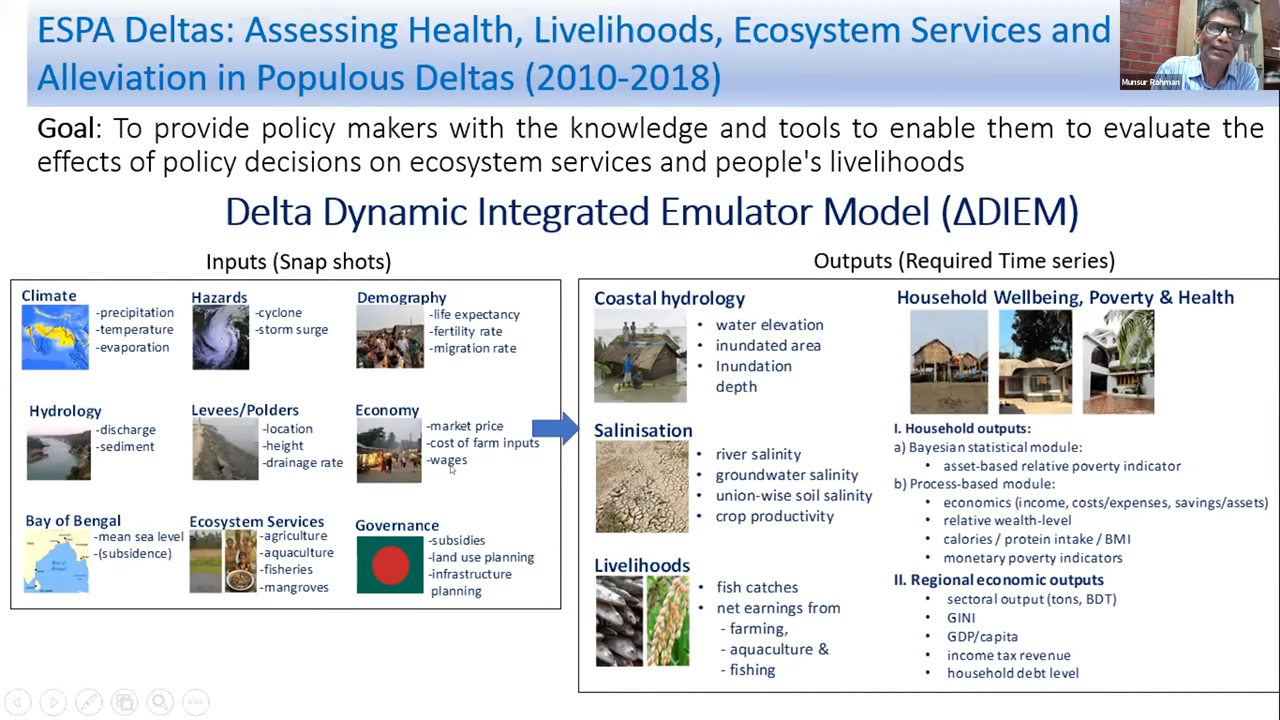 ESPA Deltas: Assessing Health, Livelihoods, Ecosystem Services and
Alleviation in Populous Deltas (2010-2018)
Munsur Rahman
Goal: To provide policy makers with the knowledge and tools to enable them to evaluate the
effects of policy decisions on ecosystem services and people's livelihoods
Delta Dynamic Integrated Emulator Model (ΔDIEM)
Inputs (Snap shots)
Climate
-precipitation
-temperature
-evaporation
Hazards
-cyclone
-storm surge
Demography
-life expectancy
-fertility rate
-migration rate
Hydrology
-discharge
-sediment
Levees/Polders
-location
-height
-drainage rate
Economy
-market price
-cost of farm inputs
-wages
Bay of Bengal
-mean sea level
-(subsidence)
Ecosystem Services
-agriculture
-aquaculture
-fisheries
-mangroves
Governance
-subsidies
-land use planning
-infrastructure
planning
Outputs (Required Time series)
Coastal hydrology
• water elevation
• inundated area
• Inundation
depth
Salinisation
• river salinity
• groundwater salinity
• union-wise soil salinity
• crop productivity
Livelihoods
• fish catches
• net earnings from
- farming,
- aquaculture &
- fishing
Household Wellbeing, Poverty & Health
I. Household outputs:
a) Bayesian statistical module:
• asset-based relative poverty indicator
b) Process-based module:
• economics (income, costs/expenses, savings/assets)
• relative wealth-level
• calories / protein intake / BMI
• monetary poverty indicators
II. Regional economic outputs
• sectoral output (tons, BDT)
• GINI
• GDP/capita
• income tax revenue
• household debt level